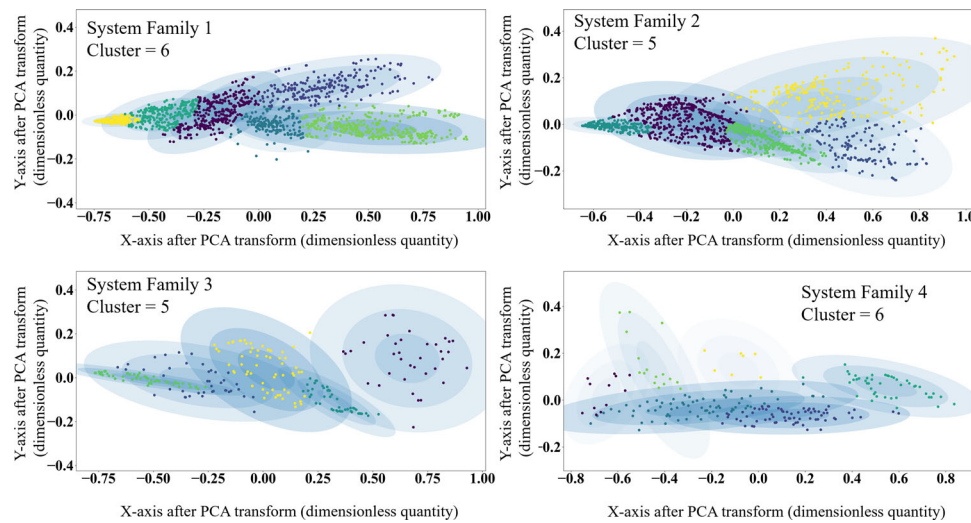 System Family 1
Cluster = 6
Y-axis after PCA transform
(dimensionless quantity)
0.4
0.2
0.0
−0.2
−0.4
−0.75 −0.50 −0.25 0.00 0.25 0.50 0.75 1.00
X-axis after PCA transform (dimensionless quantity)
System Family 2
Cluster = 5
Y-axis after PCA transform
(dimensionless quantity)
0.4
0.2
0.0
−0.2
−0.6 −0.4 −0.2 0.0 0.2 0.4 0.6 0.8 1.0
X-axis after PCA transform (dimensionless quantity)
System Family 3
Cluster = 5
Y-axis after PCA transform
(dimensionless quantity)
0.4
0.2
0.0
−0.2
−0.4
−0.75 −0.50 −0.25 0.00 0.25 0.50 0.75 1.00
X-axis after PCA transform (dimensionless quantity)
System Family 4
Cluster = 6
Y-axis after PCA transform
(dimensionless quantity)
0.4
0.2
0.0
−0.2
−0.8 −0.6 −0.4 −0.2 0.0 0.2 0.4 0.6 0.8
X-axis after PCA transform (dimensionless quantity)